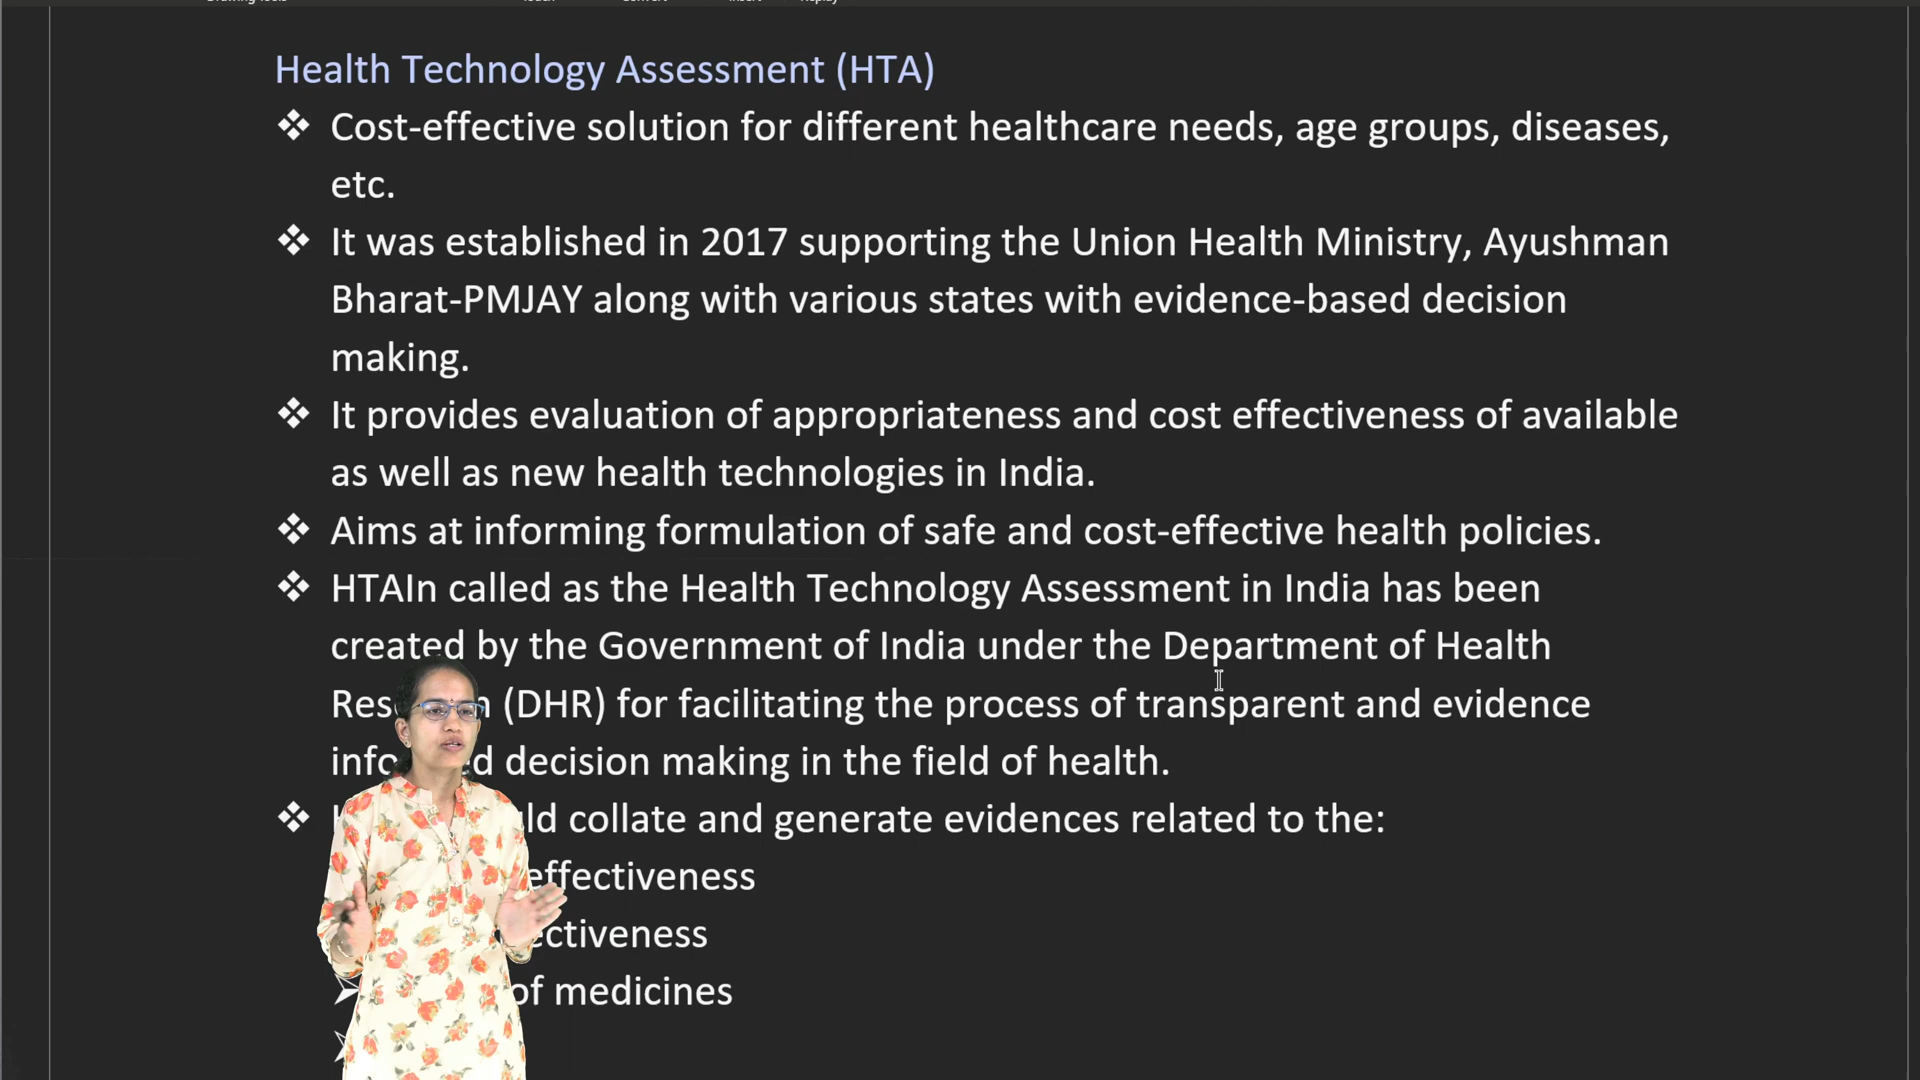 Health Technology Assessment (HTA)
❖ Cost-effective solution for different healthcare needs, age groups, diseases,
etc.
❖ It was established in 2017 supporting the Union Health Ministry, Ayushman
Bharat-PMJAY along with various states with evidence-based decision
making.
❖ It provides evaluation of appropriateness and cost effectiveness of available
as well as new health technologies in India.
❖ Aims at informing formulation of safe and cost-effective health policies.
❖ HTAIn called as the Health Technology Assessment in India has been
created by the Government of India under the Department of Health
(DHR) for facilitating the process of transparent and evidence
decision making in the field of health.
❖ collate and generate evidences related to the:
effectiveness
of medicines